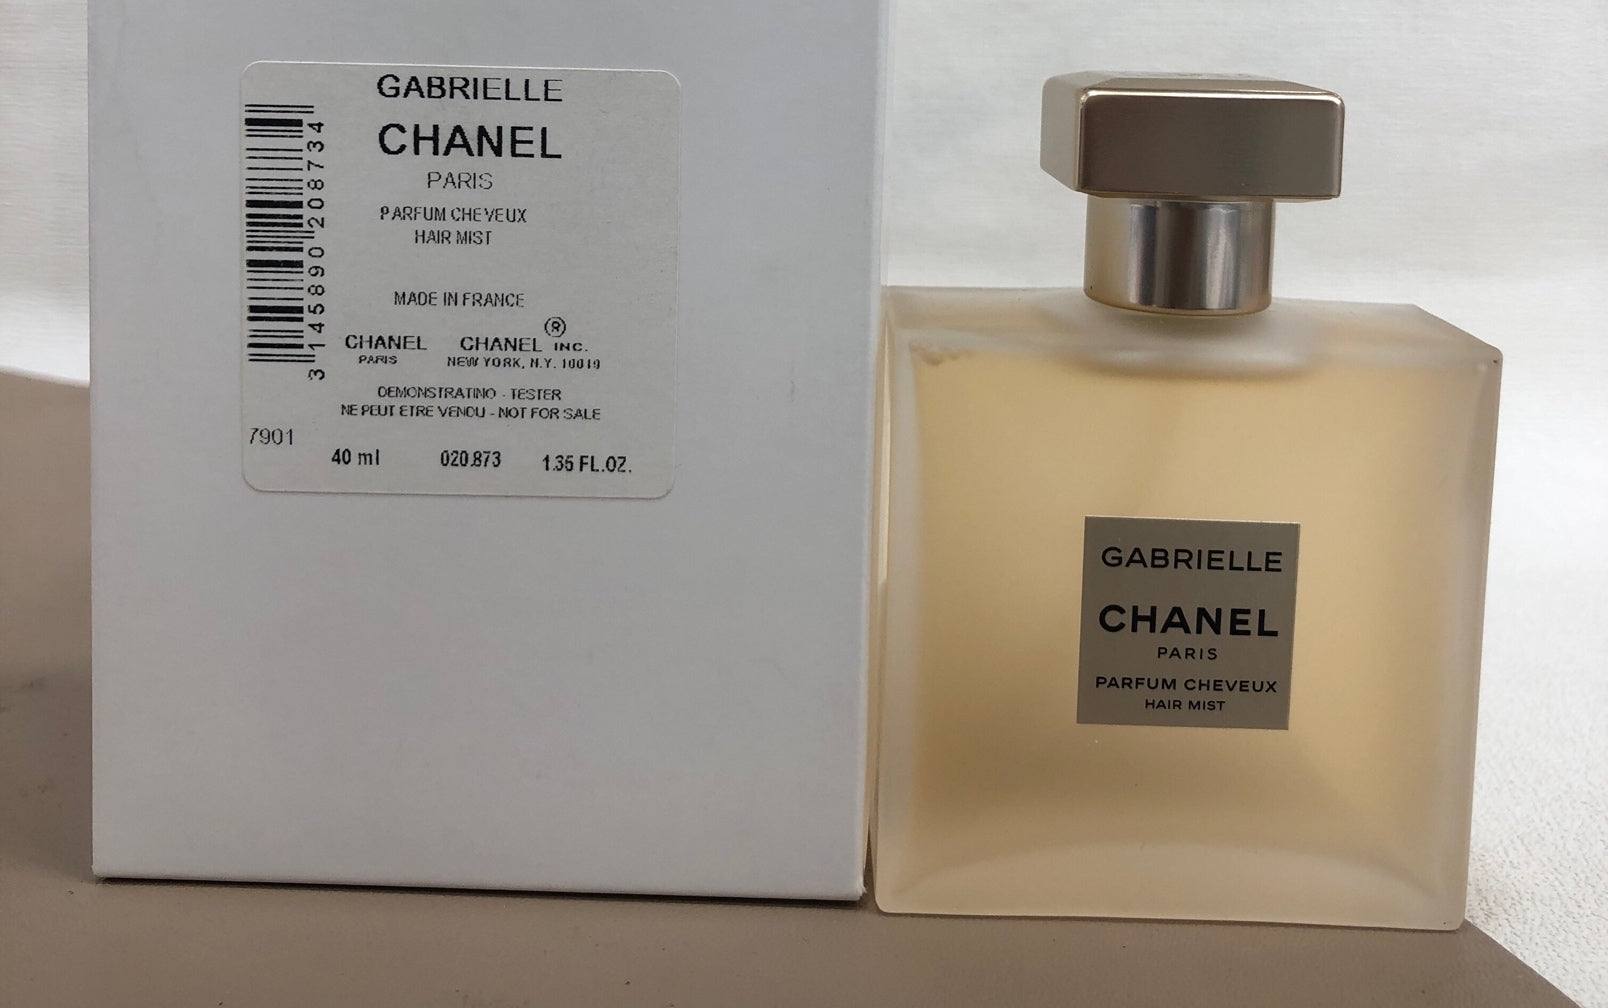 GABRIELLE
CHANEL
PARIS
PARFUM CHEVEUX
HAIR MIST
MADE IN FRANCE
CHANEL CHANEL ® INC.
PARIS NEW YORK, N.Y. 10019
DEMONSTRATINO - TESTER
NE PEUT ETRE VENDU - NOT FOR SALE
7901
40 ml 020.873 1.35 FL.OZ.
3 145890 208734
GABRIELLE
CHANEL
PARIS
PARFUM CHEVEUX
HAIR MIST